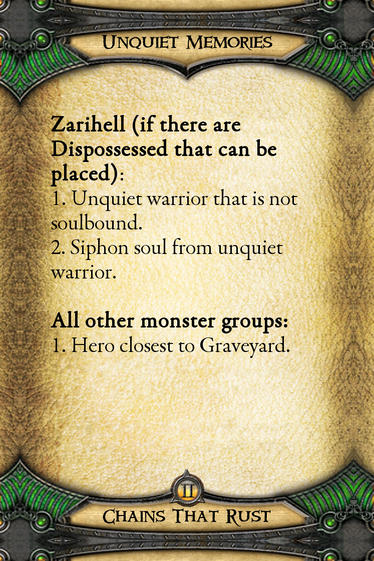 Unquiet Memories
Zarihell (if there are
Dispossessed that can be
placed):
1. Unquiet warrior that is not
soulbound.
2. Siphon soul from unquiet
warrior.
All other monster groups:
1. Hero closest to Graveyard.
II
Chains That Rust